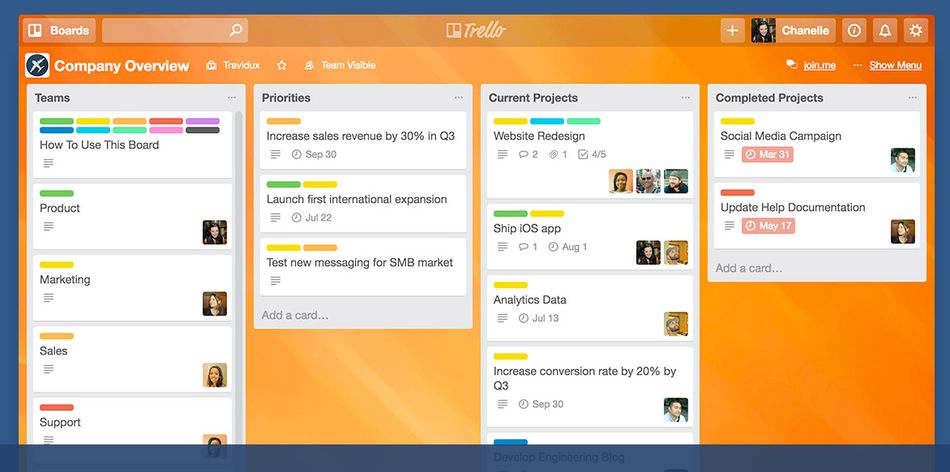 Boards
Trello
Chanelle
Company Overview
Travidux
Team Visible
join.me
... Show Menu
Teams ...
How To Use This Board
Product
Marketing
Sales
Support
Priorities ...
Increase sales revenue by 30% in Q3
Sep 30
Launch first international expansion
Jul 22
Test new messaging for SMB market
Add a card...
Current Projects ...
Website Redesign
2 1 4/5
Ship iOS app
1 Aug 1
Analytics Data
Jul 13
Increase conversion rate by 20% by
Q3
Sep 30
Develop Engineering Blog
Completed Projects ...
Social Media Campaign
Mar 31
Update Help Documentation
May 17
Add a card...